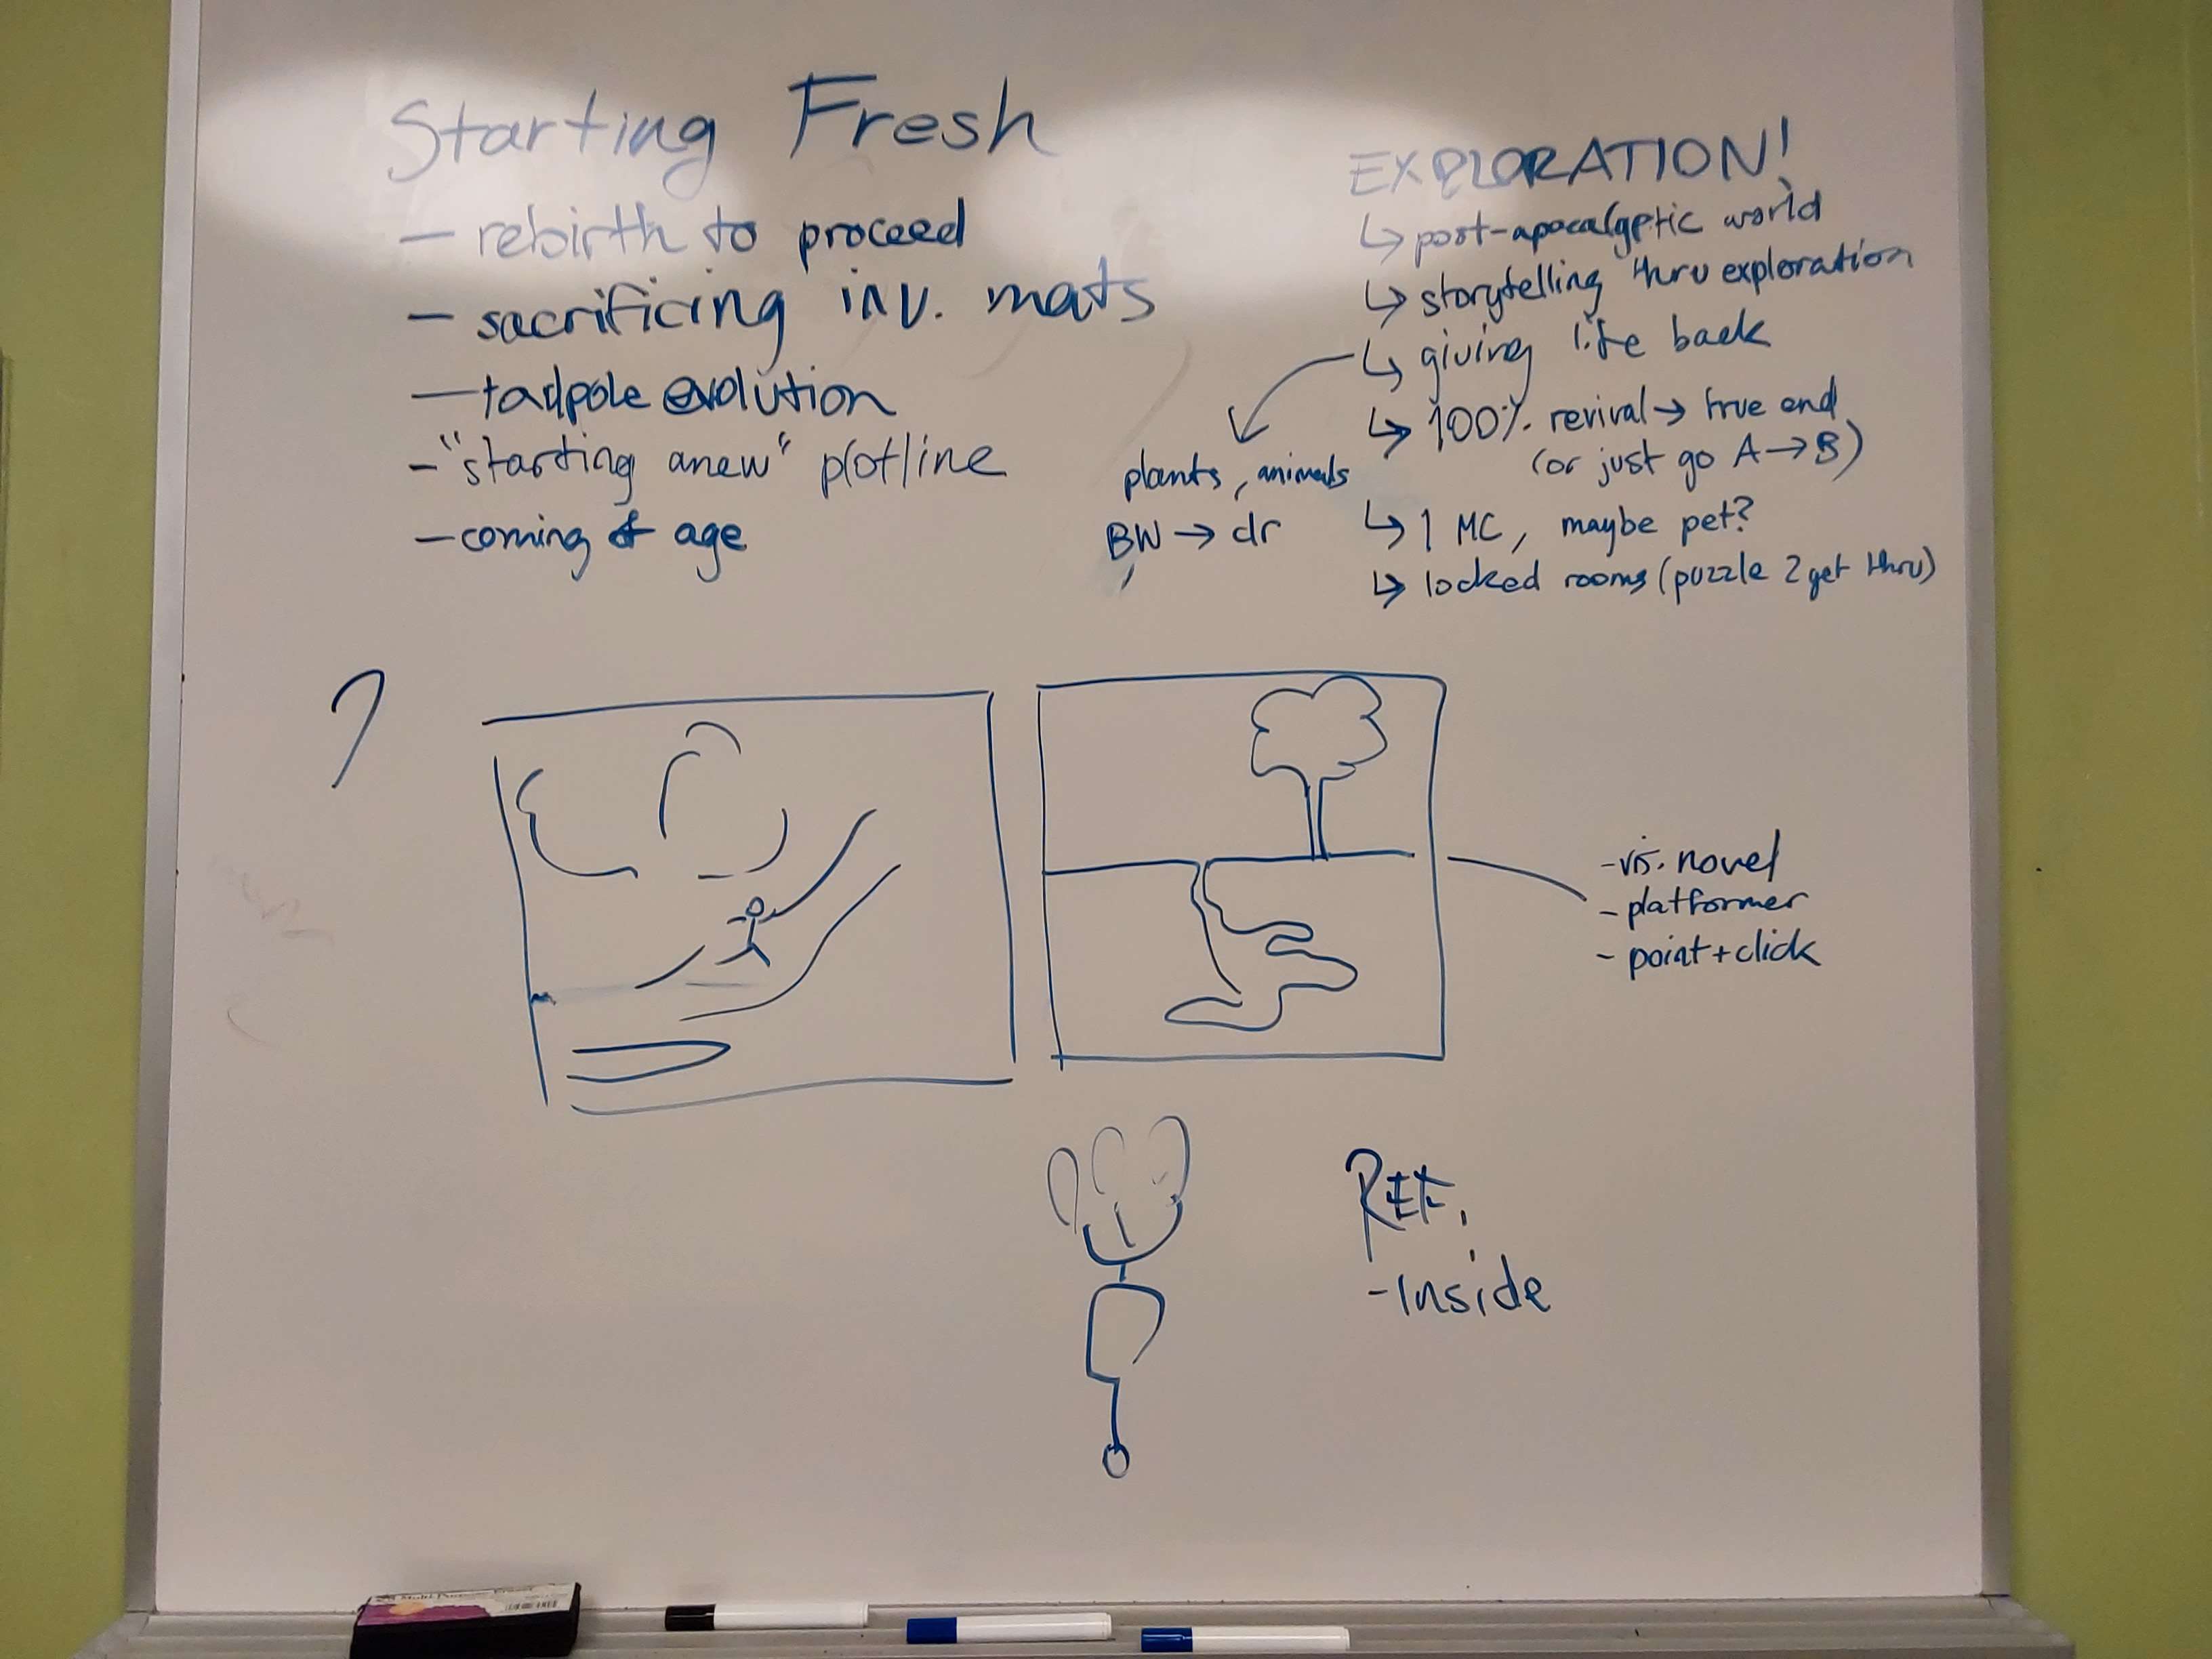 Starting Fresh
- rebirth to proceed
- sacrificing inv. mats
- tadpole evolution
- "starting anew" plotline
- coming of age
EXPLORATION!
↳ post-apocalyptic world
↳ storytelling thru exploration
↳ giving life back
plants, animals
BW → clr
↳ 100% revival → true end
(or just go A → B)
↳ 1 MC, maybe pet?
↳ locked rooms (puzzle 2 get thru)
- vis. novel
- platformer
- point + click
REF.
- Inside